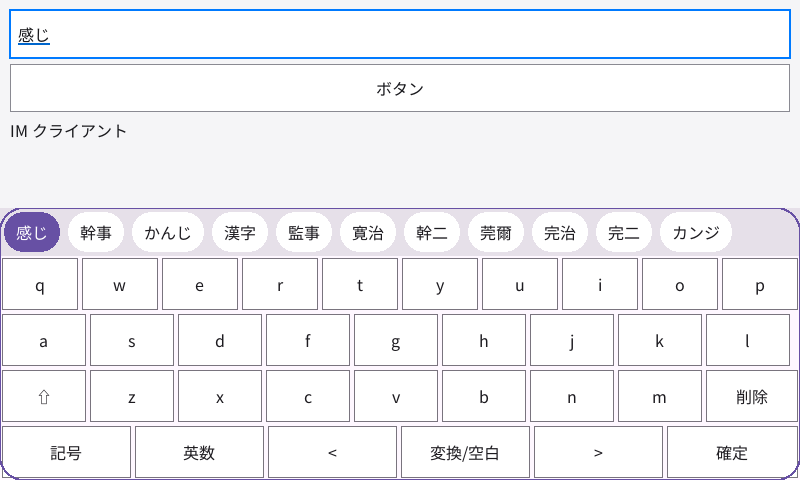 感じ
ボタン
IM クライアント
感じ 幹事 かんじ 漢字 監事 寛治 幹二 莞爾 完治 完二 カンジ
q w e r t y u i o p
a s d f g h j k l
⇧ z x c v b n m 削除
記号 英数 < 変換/空白 > 確定